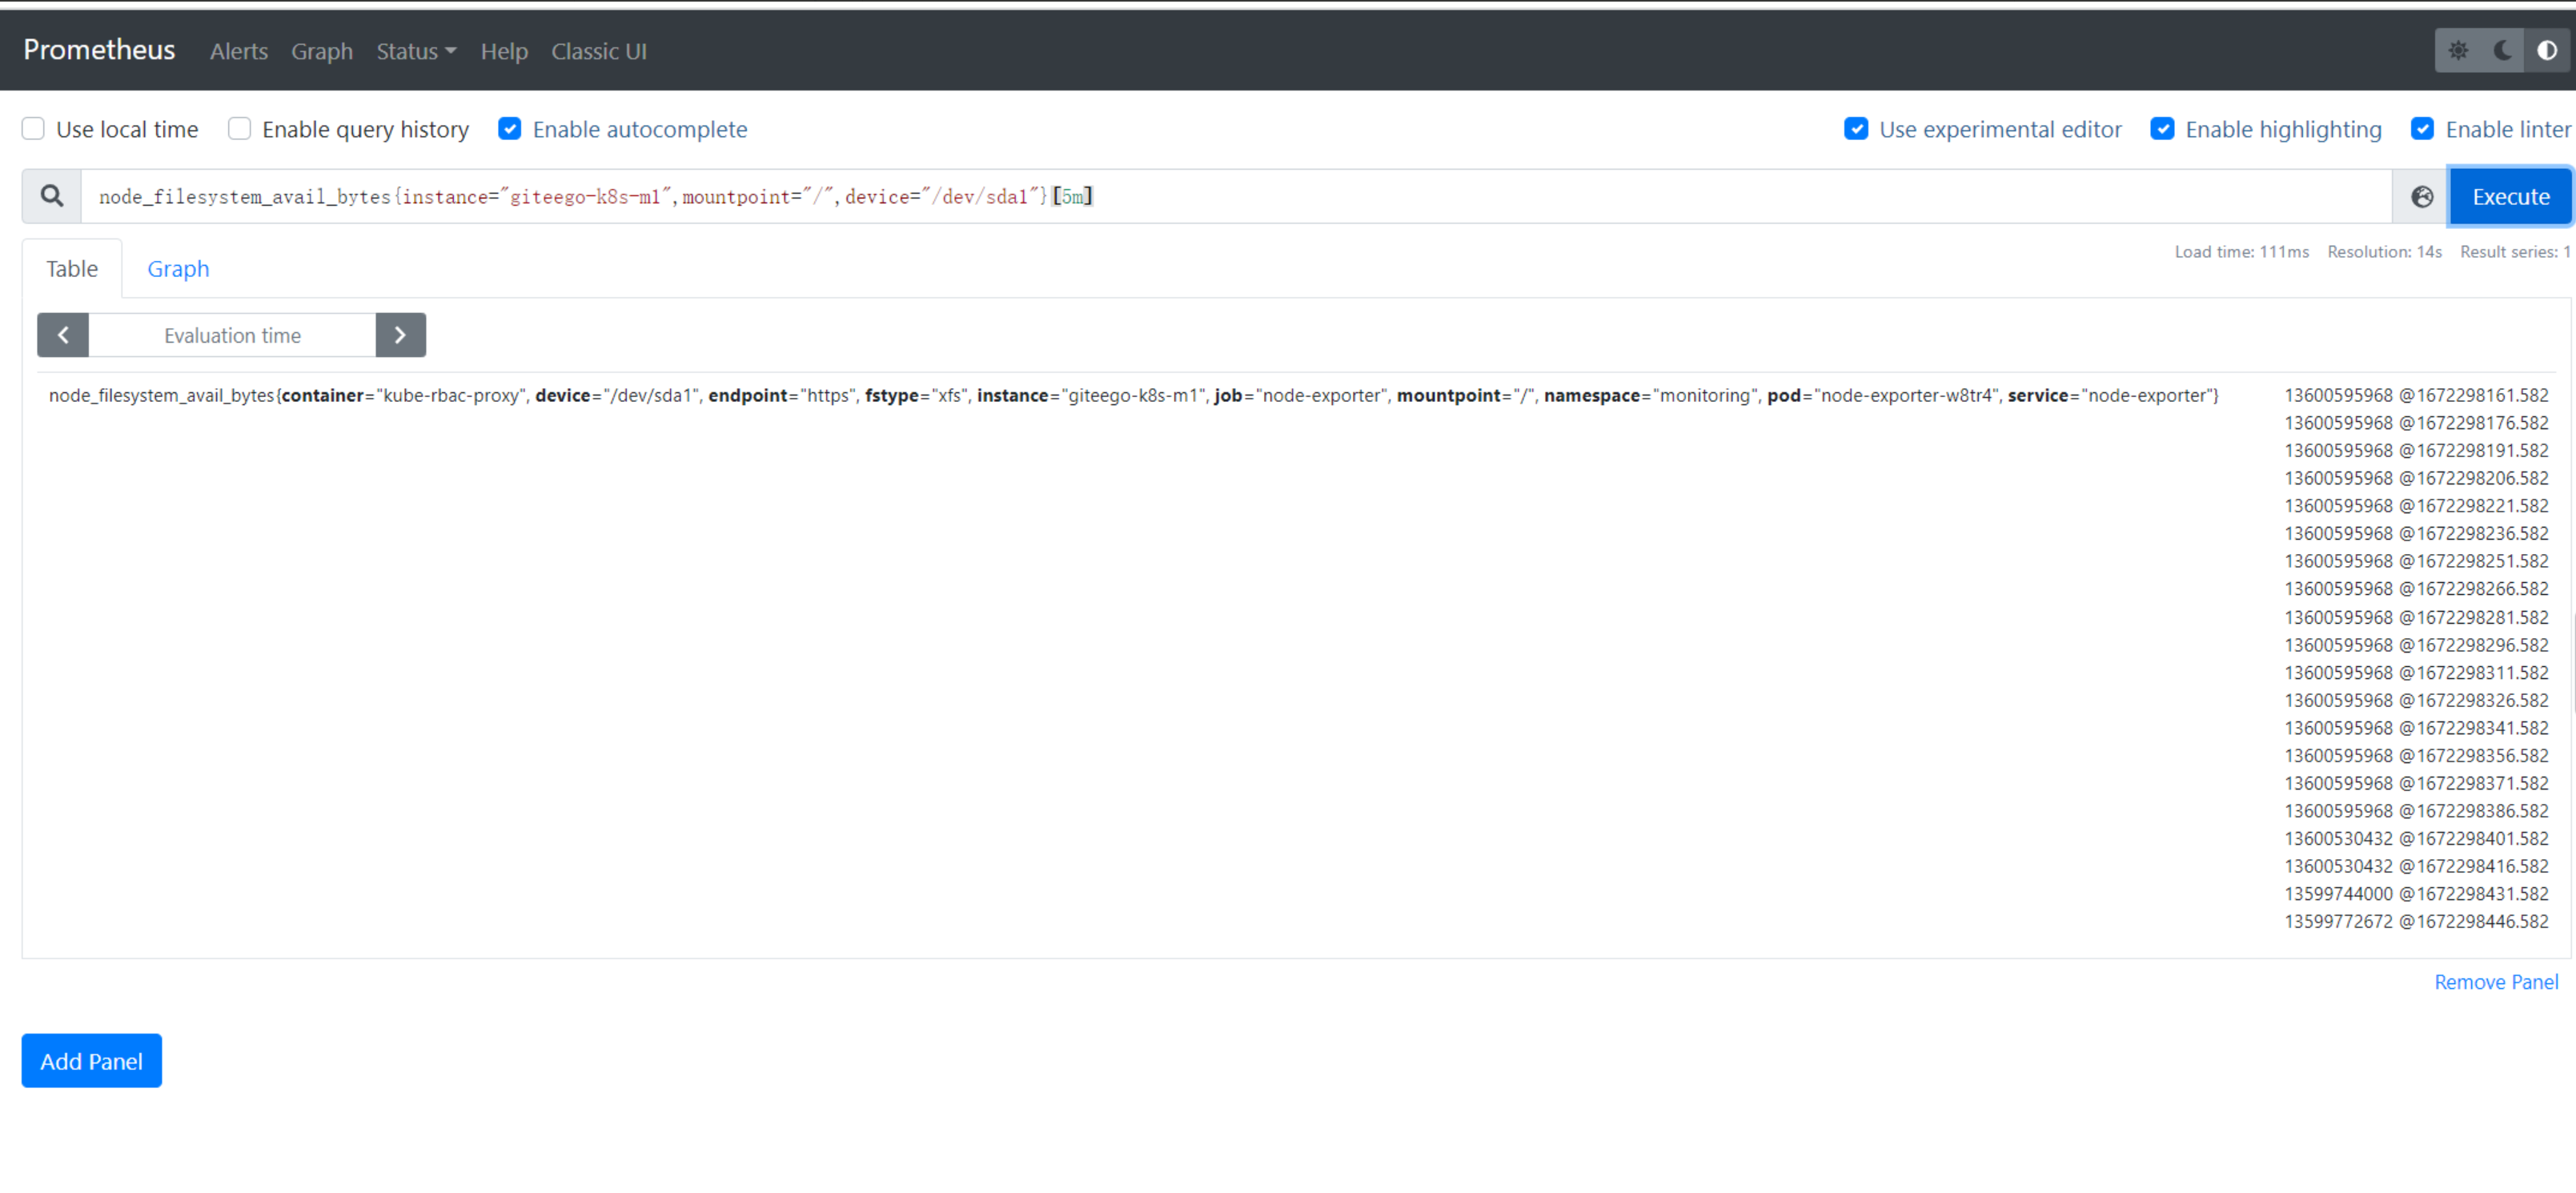 Prometheus Alerts Graph Status Help Classic UI
Use local time Enable query history Enable autocomplete Use experimental editor Enable highlighting Enable linter
node_filesystem_avail_bytes{instance="giteego-k8s-m1",mountpoint="/",device="/dev/sda1"}[5m] Execute
Table Graph Load time: 111ms Resolution: 14s Result series: 1
Evaluation time
node_filesystem_avail_bytes{container="kube-rbac-proxy", device="/dev/sda1", endpoint="https", fstype="xfs", instance="giteego-k8s-m1", job="node-exporter", mountpoint="/", namespace="monitoring", pod="node-exporter-w8tr4", service="node-exporter"} 13600595968 @1672298161.582
13600595968 @1672298176.582
13600595968 @1672298191.582
13600595968 @1672298206.582
13600595968 @1672298221.582
13600595968 @1672298236.582
13600595968 @1672298251.582
13600595968 @1672298266.582
13600595968 @1672298281.582
13600595968 @1672298296.582
13600595968 @1672298311.582
13600595968 @1672298326.582
13600595968 @1672298341.582
13600595968 @1672298356.582
13600595968 @1672298371.582
13600595968 @1672298386.582
13600530432 @1672298401.582
13600530432 @1672298416.582
13599744000 @1672298431.582
13599772672 @1672298446.582
Remove Panel
Add Panel